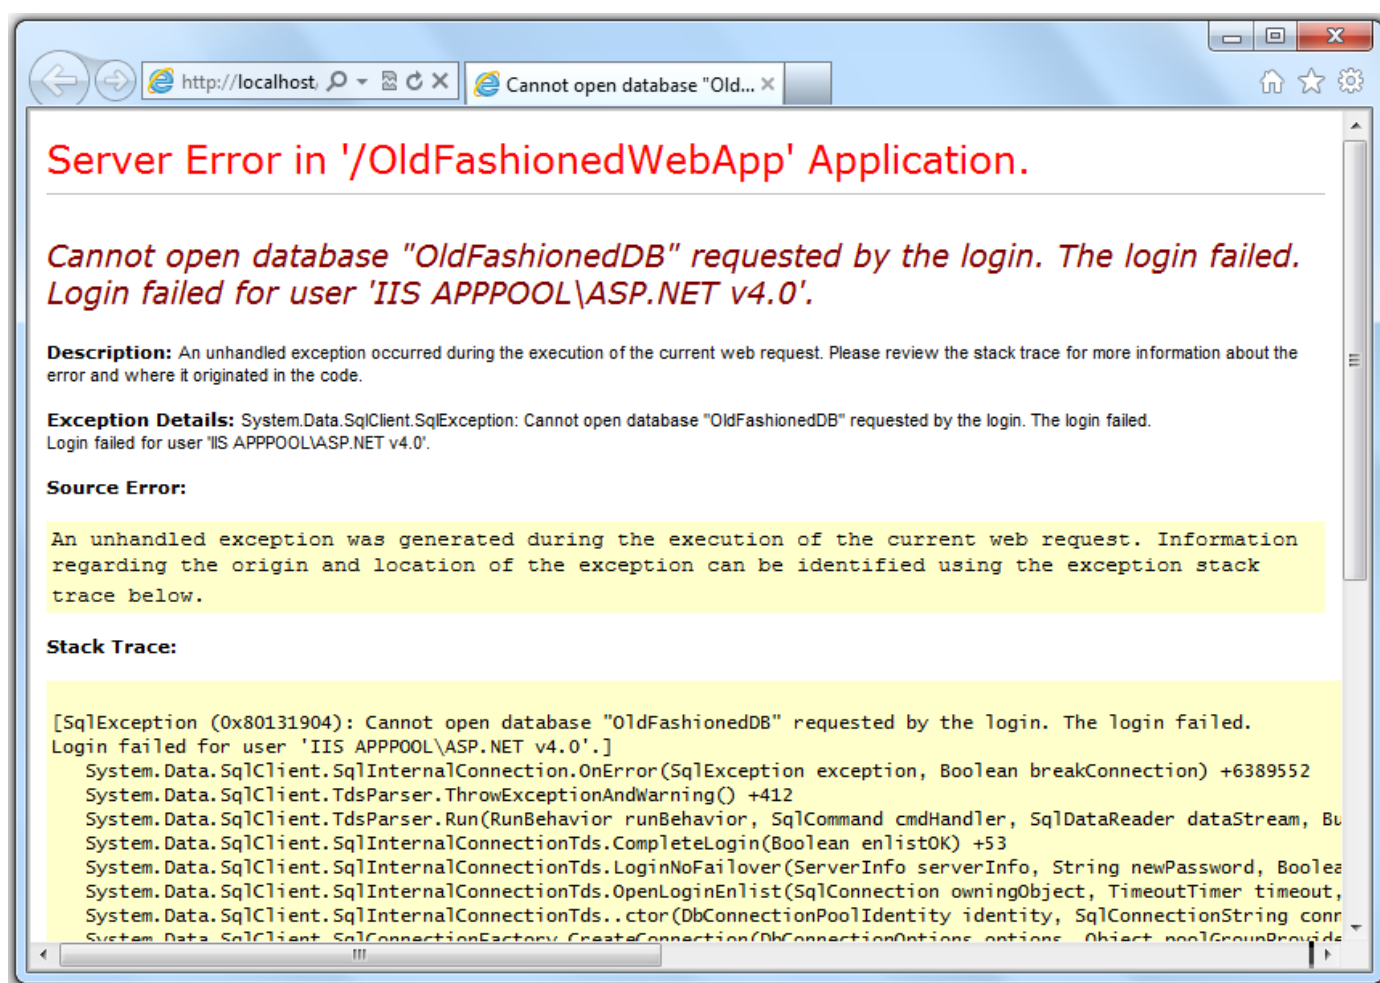 http://localhost
Cannot open database "Old...
Server Error in '/OldFashionedWebApp' Application.
Cannot open database "OldFashionedDB" requested by the login. The login failed.
Login failed for user 'IIS APPPOOL\ASP.NET v4.0'.
Description: An unhandled exception occurred during the execution of the current web request. Please review the stack trace for more information about the
error and where it originated in the code.
Exception Details: System.Data.SqlClient.SqlException: Cannot open database "OldFashionedDB" requested by the login. The login failed.
Login failed for user 'IIS APPPOOL\ASP.NET v4.0'.
Source Error:
An unhandled exception was generated during the execution of the current web request. Information
regarding the origin and location of the exception can be identified using the exception stack
trace below.
Stack Trace:
[SqlException (0x80131904): Cannot open database "OldFashionedDB" requested by the login. The login failed.
Login failed for user 'IIS APPPOOL\ASP.NET v4.0'.]
System.Data.SqlClient.SqlInternalConnection.OnError(SqlException exception, Boolean breakConnection) +6389552
System.Data.SqlClient.TdsParser.ThrowExceptionAndWarning() +412
System.Data.SqlClient.TdsParser.Run(RunBehavior runBehavior, SqlCommand cmdHandler, SqlDataReader dataStream, Bu
System.Data.SqlClient.SqlInternalConnectionTds.CompleteLogin(Boolean enlistOK) +53
System.Data.SqlClient.SqlInternalConnectionTds.LoginNoFailover(ServerInfo serverInfo, String newPassword, Boolea
System.Data.SqlClient.SqlInternalConnectionTds.OpenLoginEnlist(SqlConnection owningObject, TimeoutTimer timeout,
System.Data.SqlClient.SqlInternalConnectionTds..ctor(DbConnectionPoolIdentity identity, SqlConnectionString conn
System.Data.SqlClient.SqlConnectionFactory.CreateConnection(DbConnectionOptions options, Object poolGroupProvide